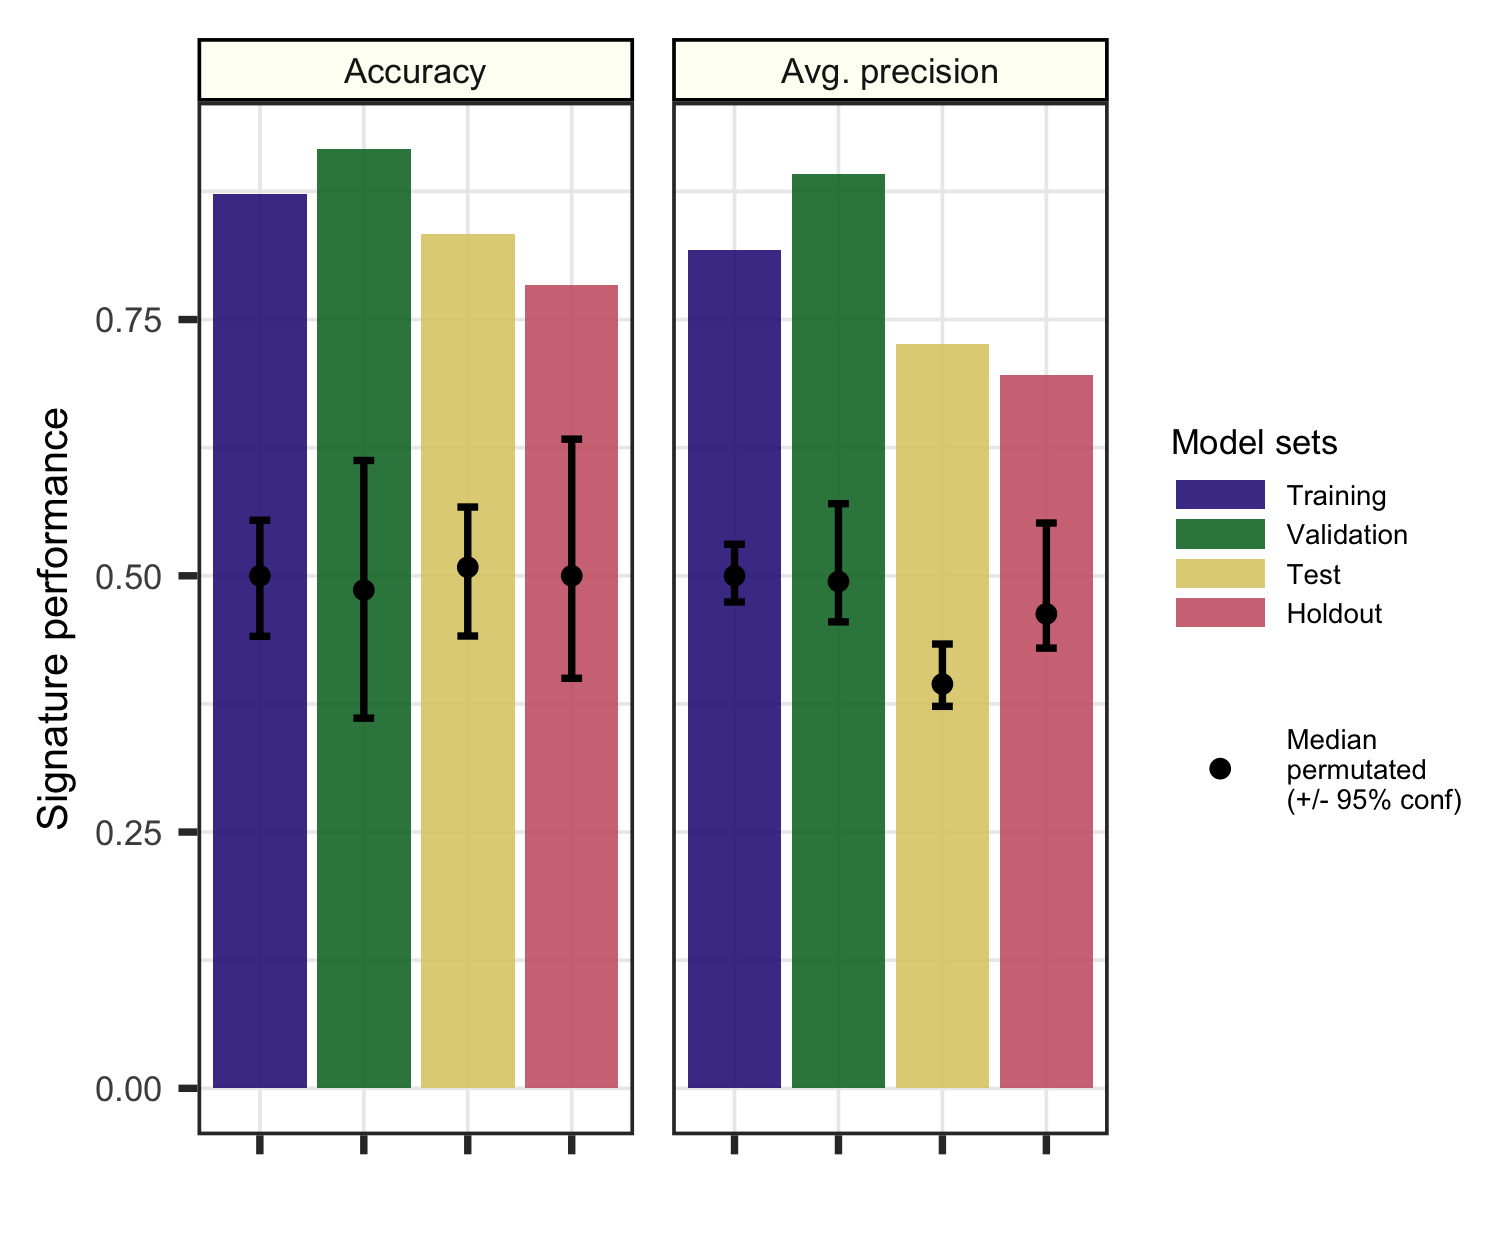 Accuracy
Avg. precision
Signature performance
0.75
0.50
0.25
0.00
Model sets
Training
Validation
Test
Holdout
Median
permutated
(+/- 95% conf)